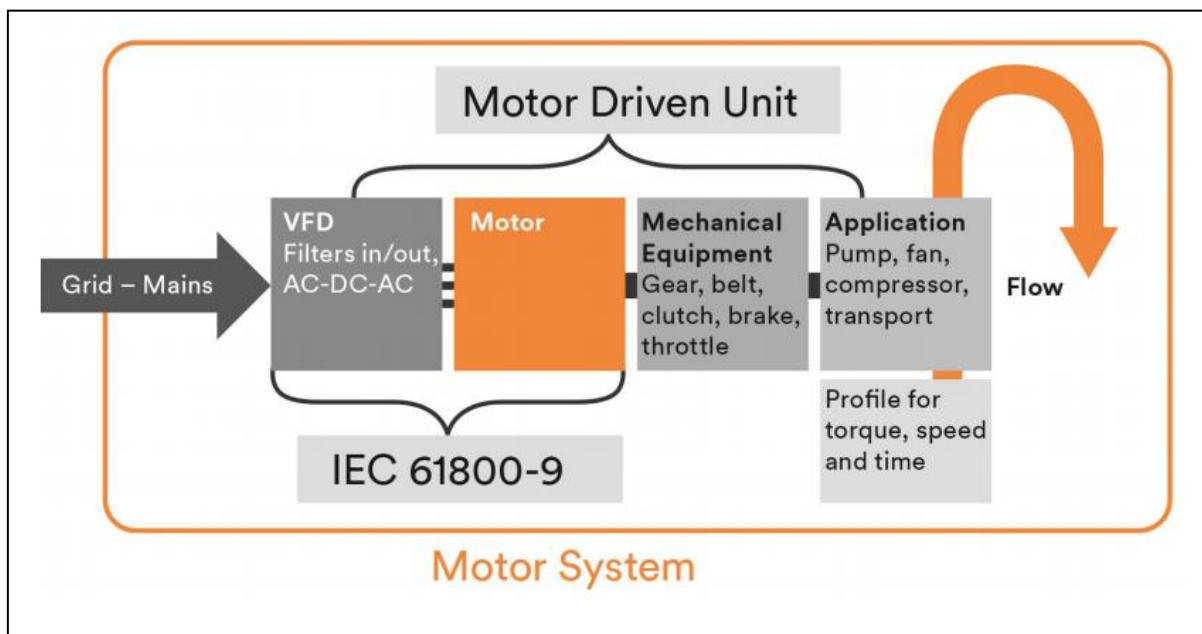 Motor Driven Unit
Grid – Mains
VFD
Filters in/out,
AC-DC-AC
Motor
Mechanical
Equipment
Gear, belt,
clutch, brake,
throttle
Application
Pump, fan,
compressor,
transport
Flow
Profile for
torque, speed
and time
IEC 61800-9
Motor System